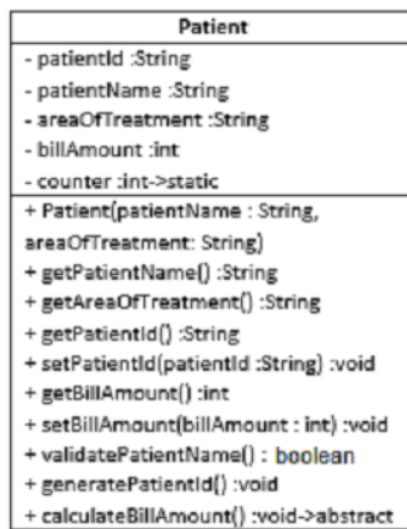 Patient
- patientId :String
- patientName :String
- areaOfTreatment :String
- billAmount :int
- counter :int->static
+ Patient(patientName : String,
areaOfTreatment: String)
+ getPatientName() :String
+ getAreaOfTreatment() :String
+ getPatientId() :String
+ setPatientId(patientId :String) :void
+ getBillAmount() :int
+ setBillAmount(billAmount : int) :void
+ validatePatientName() : boolean
+ generatePatientId() :void
+ calculateBillAmount() :void->abstract